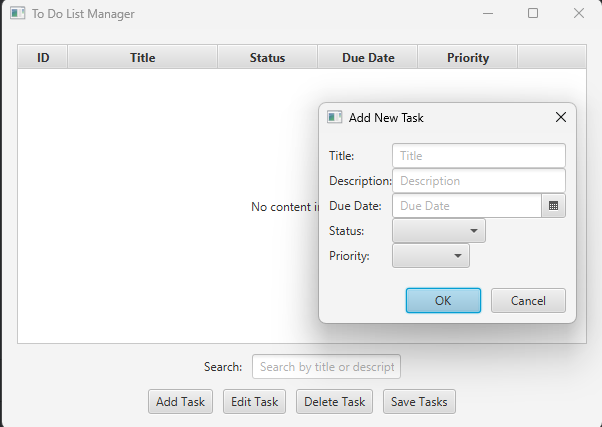 To Do List Manager
ID Title Status Due Date Priority
Add New Task
Title: Title
Description: Description
Due Date: Due Date
Status:
Priority:
OK Cancel
No content in
Search: Search by title or descript
Add Task Edit Task Delete Task Save Tasks